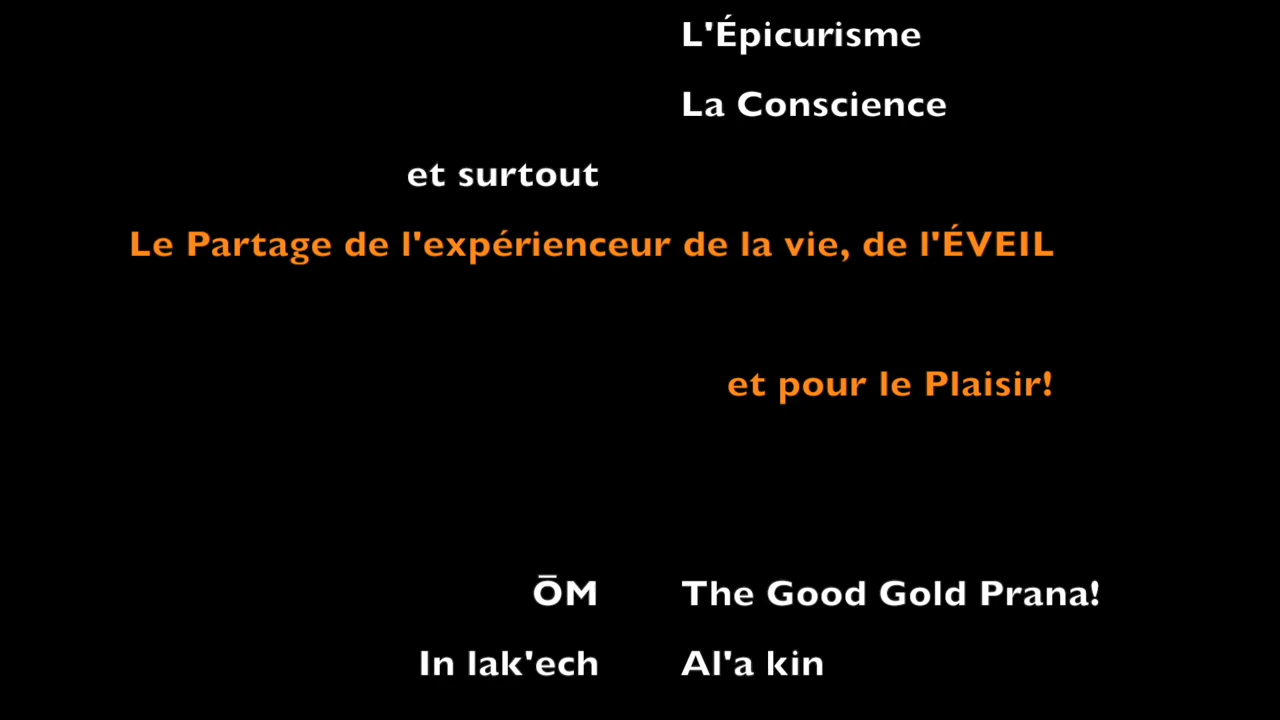 L'Épicurisme
La Conscience
et surtout
Le Partage de l'expérienceur de la vie, de l'ÉVEIL
et pour le Plaisir!
ŌM The Good Gold Prana!
In lak'ech Al'a kin